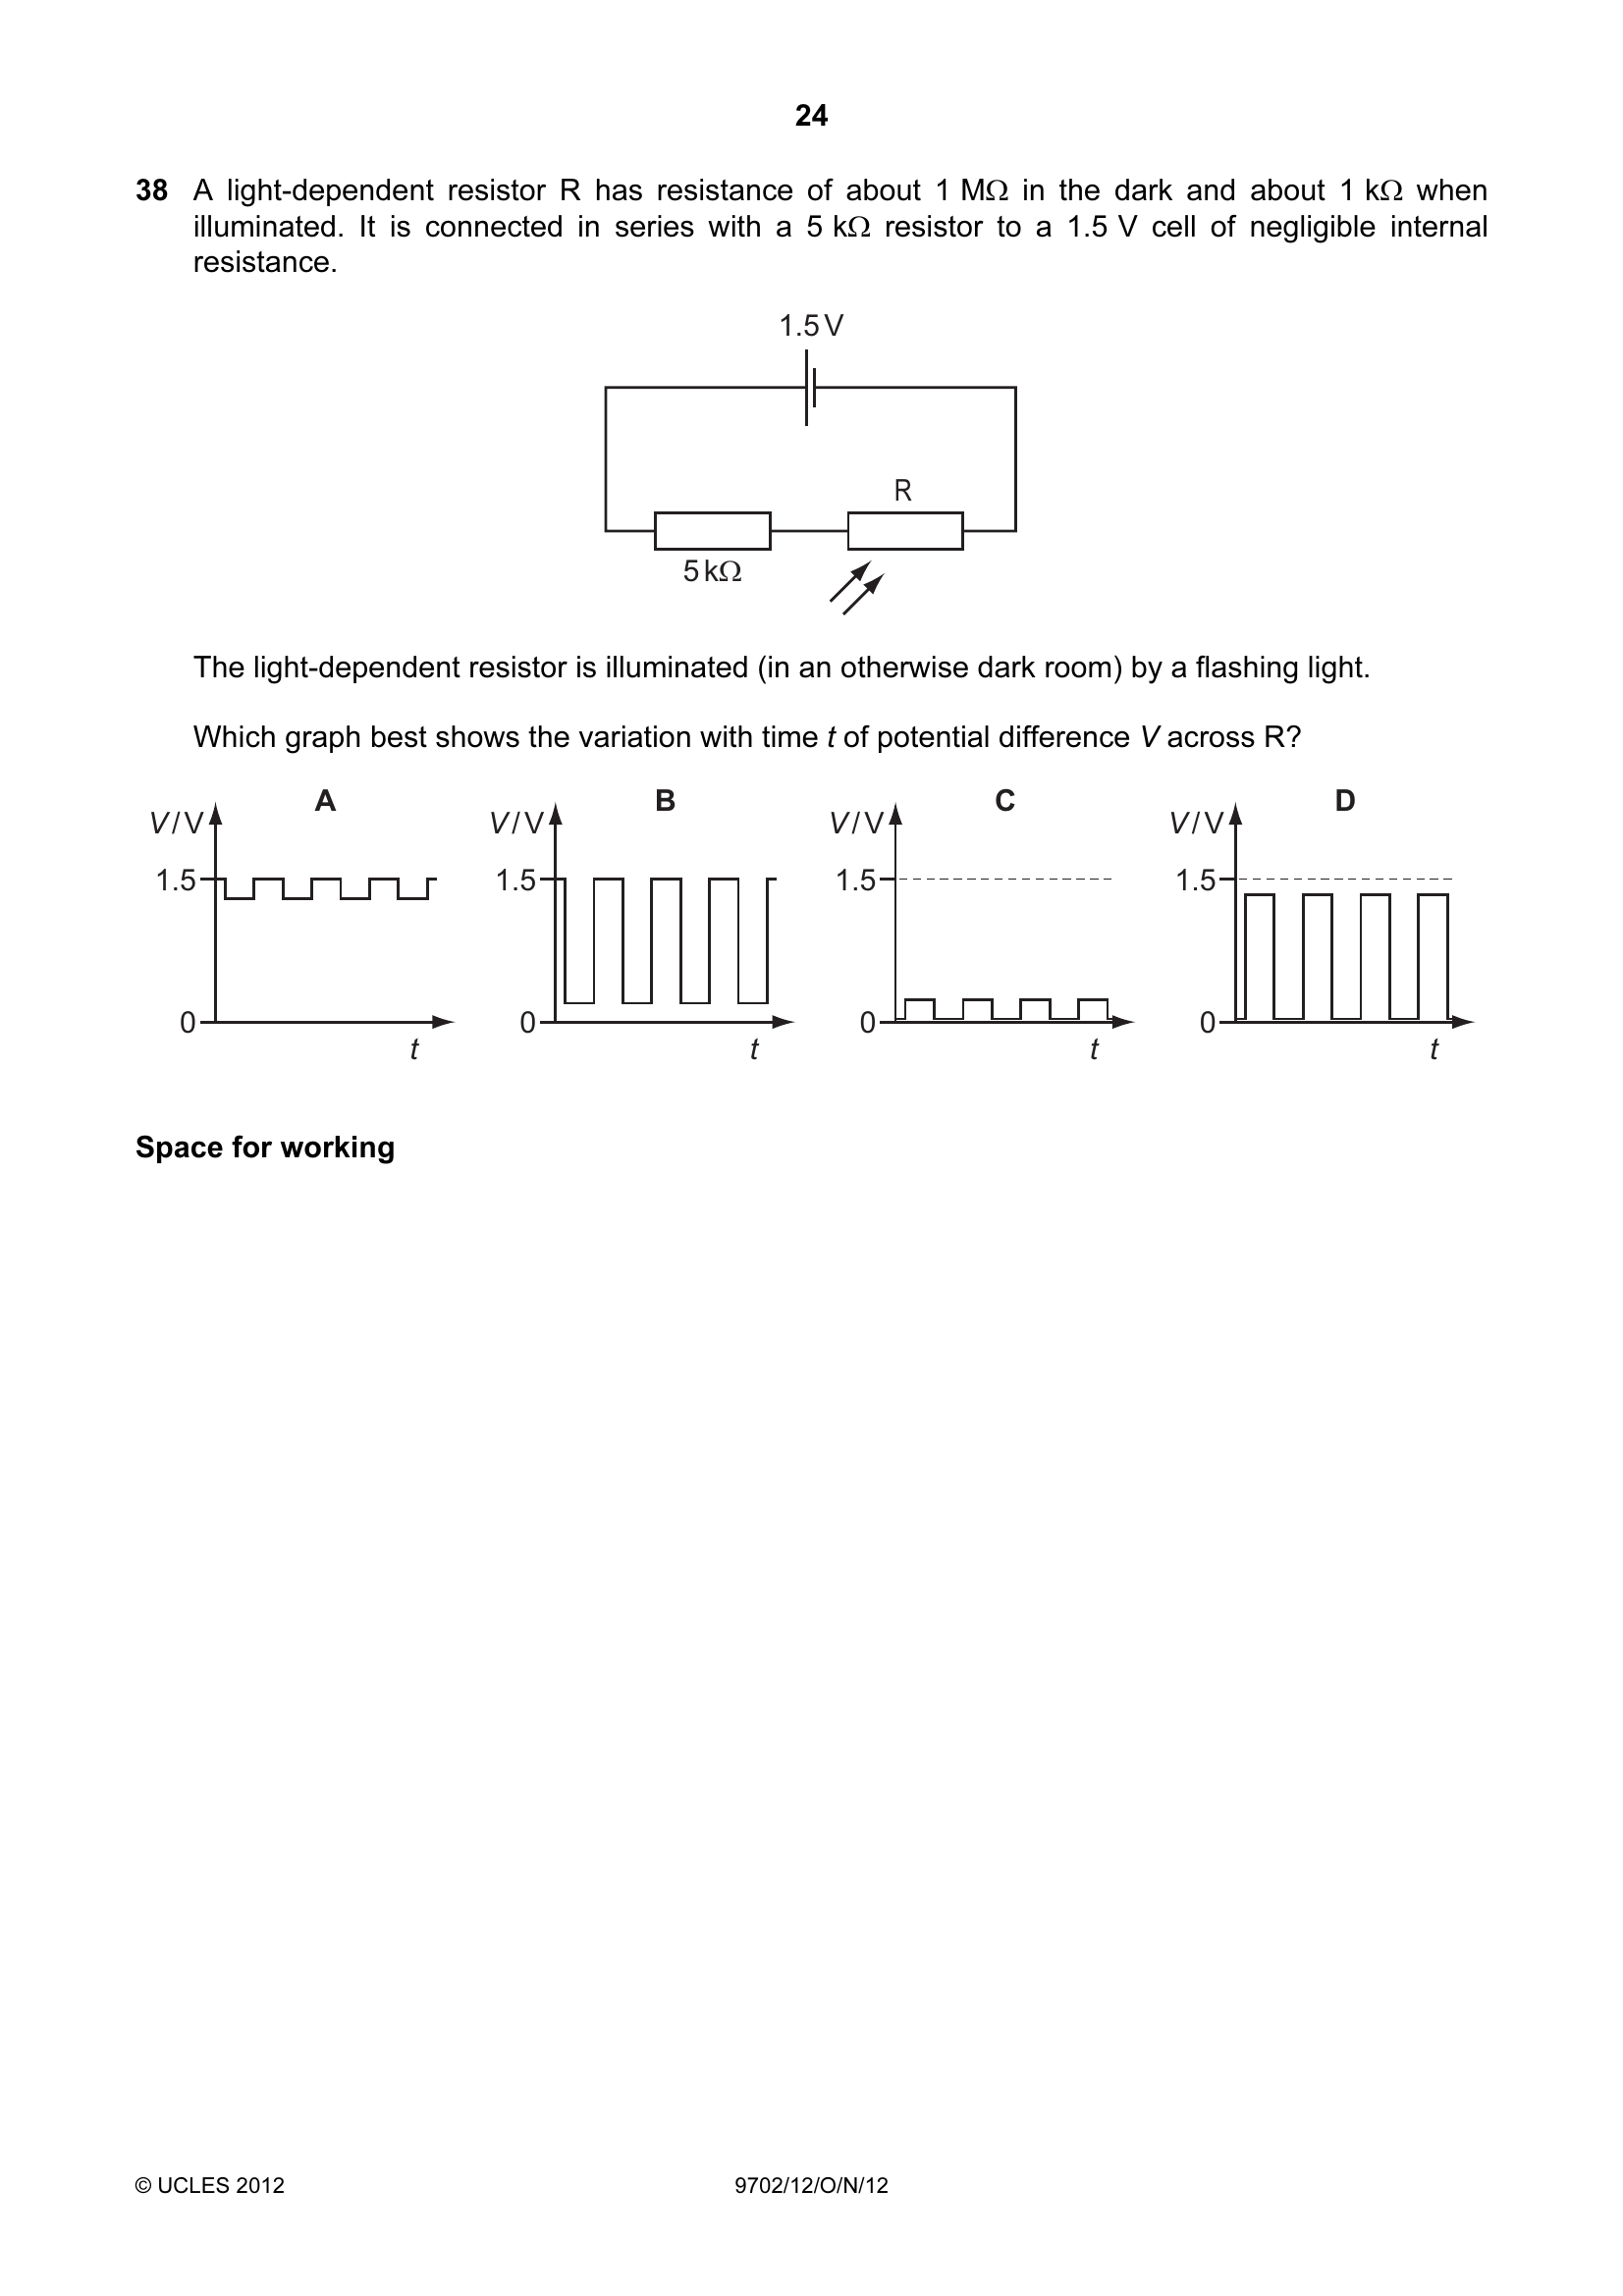 24
38 A light-dependent resistor R has resistance of about 1 MΩ in the dark and about 1 kΩ when
illuminated. It is connected in series with a 5 kΩ resistor to a 1.5 V cell of negligible internal
resistance.
1.5 V
R
5 kΩ
The light-dependent resistor is illuminated (in an otherwise dark room) by a flashing light.
Which graph best shows the variation with time t of potential difference V across R?
A B C D
V / V V / V V / V V / V
1.5 1.5 1.5 1.5
0 0 0 0
t t t t
Space for working
© UCLES 2012 9702/12/O/N/12